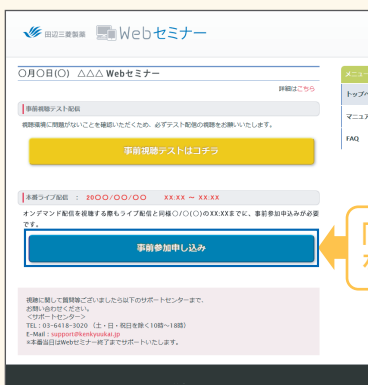 田辺三菱製薬 Webセミナー
〇月〇日(〇) △△△ Webセミナー
詳細はこちら
事前視聴テスト配信
視聴環境に問題がないことを確認いただくため、必ずテスト配信の視聴をお願いいたします。
事前視聴テストはコチラ
本番ライブ配信 : 20〇〇/〇〇/〇〇 XX:XX ~ XX:XX
オンデマンド配信を視聴する際もライブ配信と同様〇/〇(〇)のXX:XXまでに、事前参加申込みが必要
です。
事前参加申し込み
視聴に関して質問等ございましたら以下のサポートセンターまで、
お問い合わせください。
<サポートセンター>
TEL:03-6418-3020 (土・日・祝日を除く10時~18時)
E-Mail:support@kenkyuukai.jp
※本番当日はWebセミナー終了までサポートいたします。
メニュー
トップペ
マニュア
FAQ